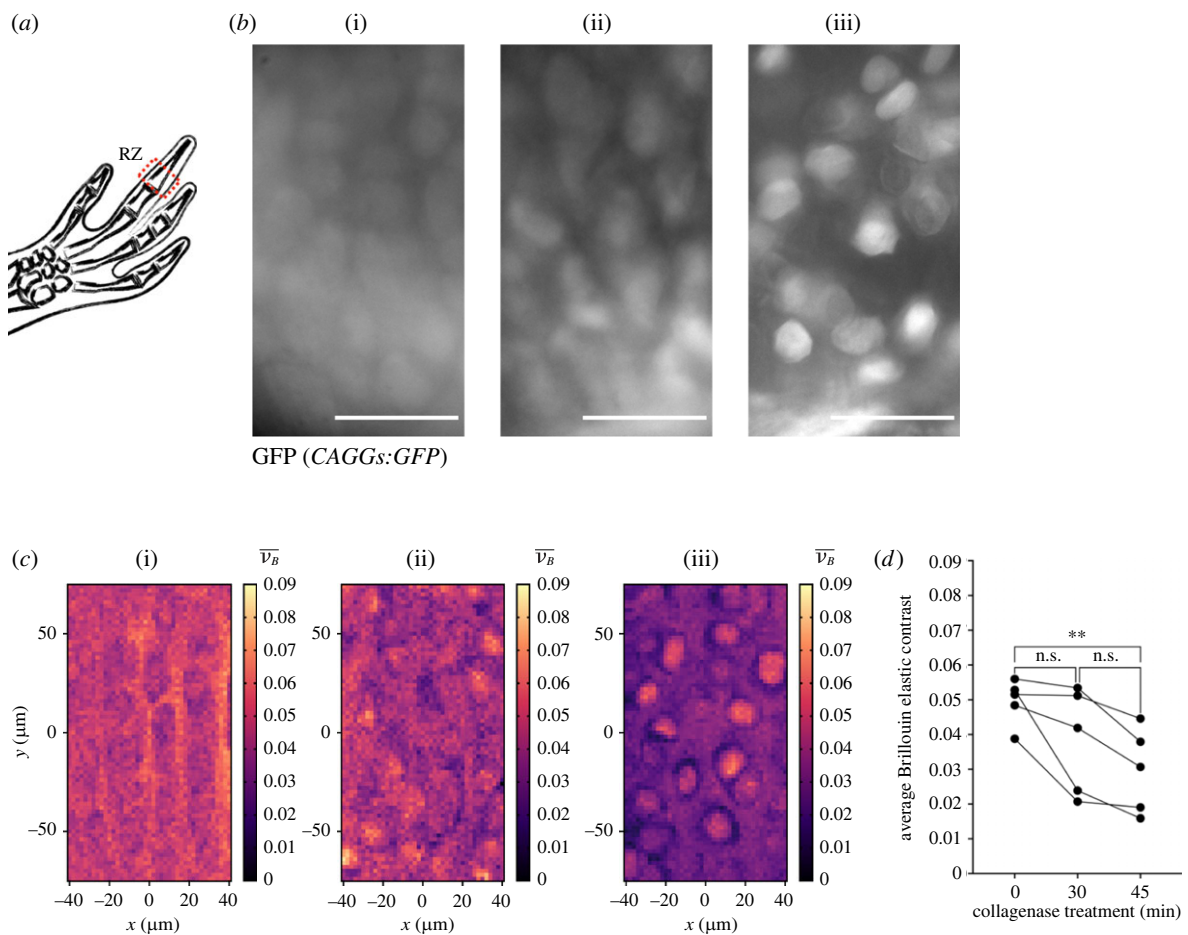 (a)
(b)
(i)
(ii)
(iii)
RZ
GFP (CAGGs:GFP)
(c)
(i)
ν_B
(ii)
ν_B
(iii)
ν_B
(d)
y (μm)
50
0
−50
−40 −20 0 20 40
x (μm)
0.09
0.08
0.07
0.06
0.05
0.04
0.03
0.02
0.01
0
50
0
−50
−40 −20 0 20 40
x (μm)
0.09
0.08
0.07
0.06
0.05
0.04
0.03
0.02
0.01
0
50
0
−50
−40 −20 0 20 40
x (μm)
0.09
0.08
0.07
0.06
0.05
0.04
0.03
0.02
0.01
0
average Brillouin elastic contrast
0.09
0.08
0.07
0.06
0.05
0.04
0.03
0.02
0.01
0
**
n.s. n.s.
0 30 45
collagenase treatment (min)